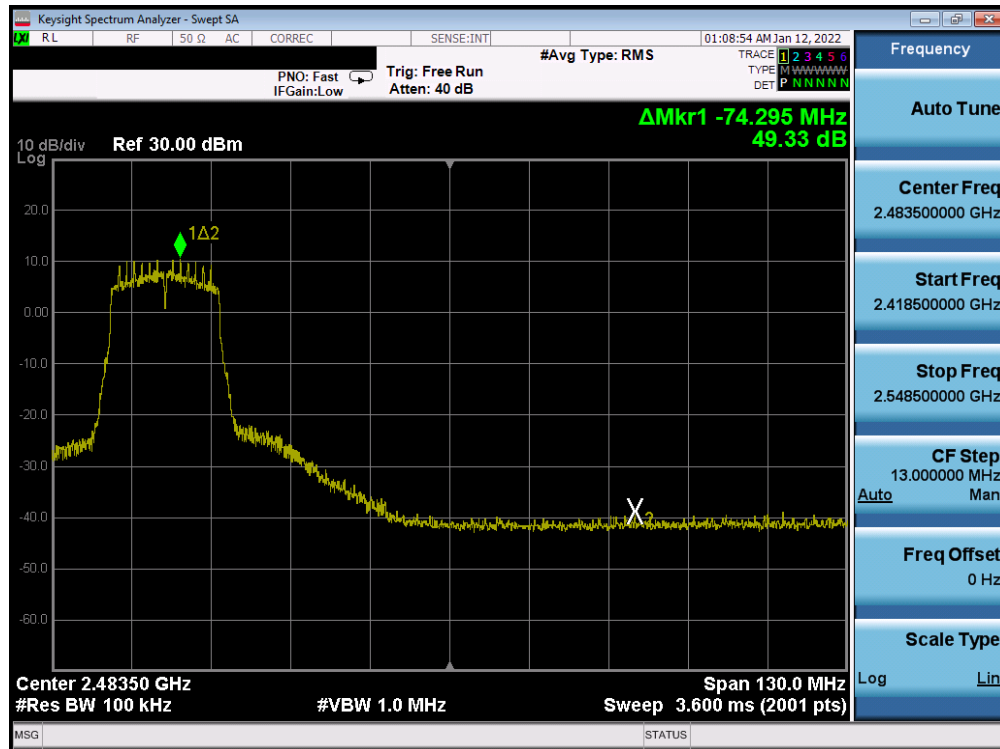 Keysight Spectrum Analyzer - Swept SA
LXI RL RF 50 Ω AC CORREC SENSE:INT 01:08:54 AM Jan 12, 2022
PNO: Fast
IFGain:Low
Trig: Free Run
Atten: 40 dB
#Avg Type: RMS
TRACE 1 2 3 4 5 6
TYPE M WWWWW
DET P N N N N N
ΔMkr1 -74.295 MHz
49.33 dB
10 dB/div
Log
Ref 30.00 dBm
20.0
1Δ2
10.0
0.00
-10.0
-20.0
-30.0
-40.0
X2
-50.0
-60.0
Center 2.48350 GHz
Span 130.0 MHz
#Res BW 100 kHz
#VBW 1.0 MHz
Sweep 3.600 ms (2001 pts)
MSG
STATUS
Frequency
Auto Tune
Center Freq
2.483500000 GHz
Start Freq
2.418500000 GHz
Stop Freq
2.548500000 GHz
CF Step
13.000000 MHz
Auto Man
Freq Offset
0 Hz
Scale Type
Log Lin